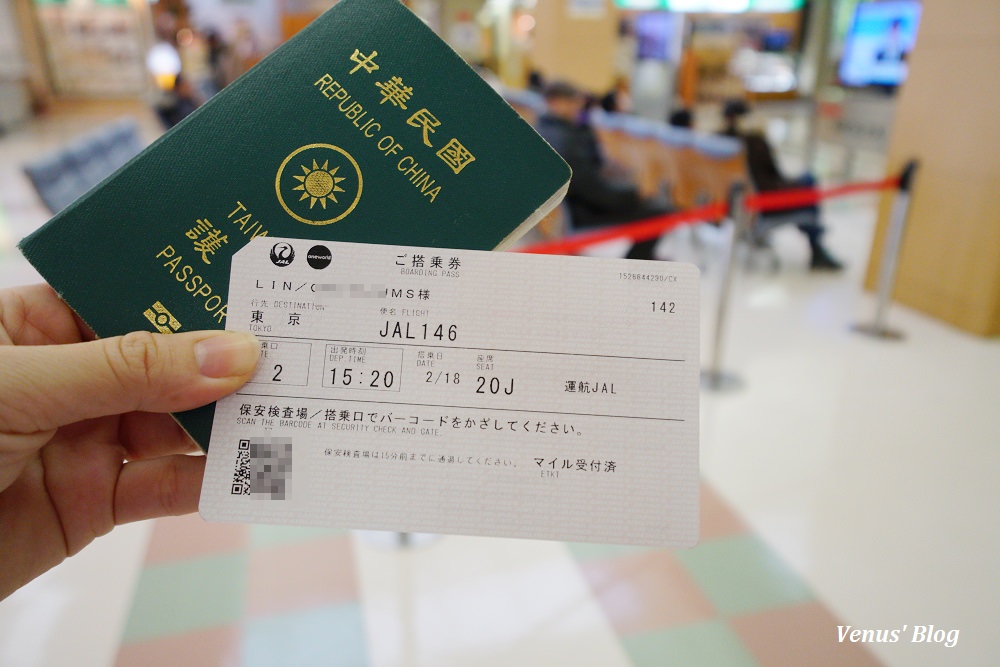 中華民國
REPUBLIC OF CHINA
TAIW
護
PASSPOR
JAL
oneworld
ご搭乗券
BOARDING PASS
1526844290/CX
LIN/
MS様
142
行先 DESTINATION
便名 FLIGHT
東 京
TOKYO
JAL146
乗口
出発時刻
DEP.TIME
搭乗日
DATE
座席
SEAT
2
15:20
2/18
20J
運航JAL
保安検査場/搭乗口でバーコードをかざしてください。
SCAN THE BARCODE AT SECURITY CHECK AND GATE.
保安検査場は15分前までに通過してください。
マイル受付済
ETKT
Venus' Blog